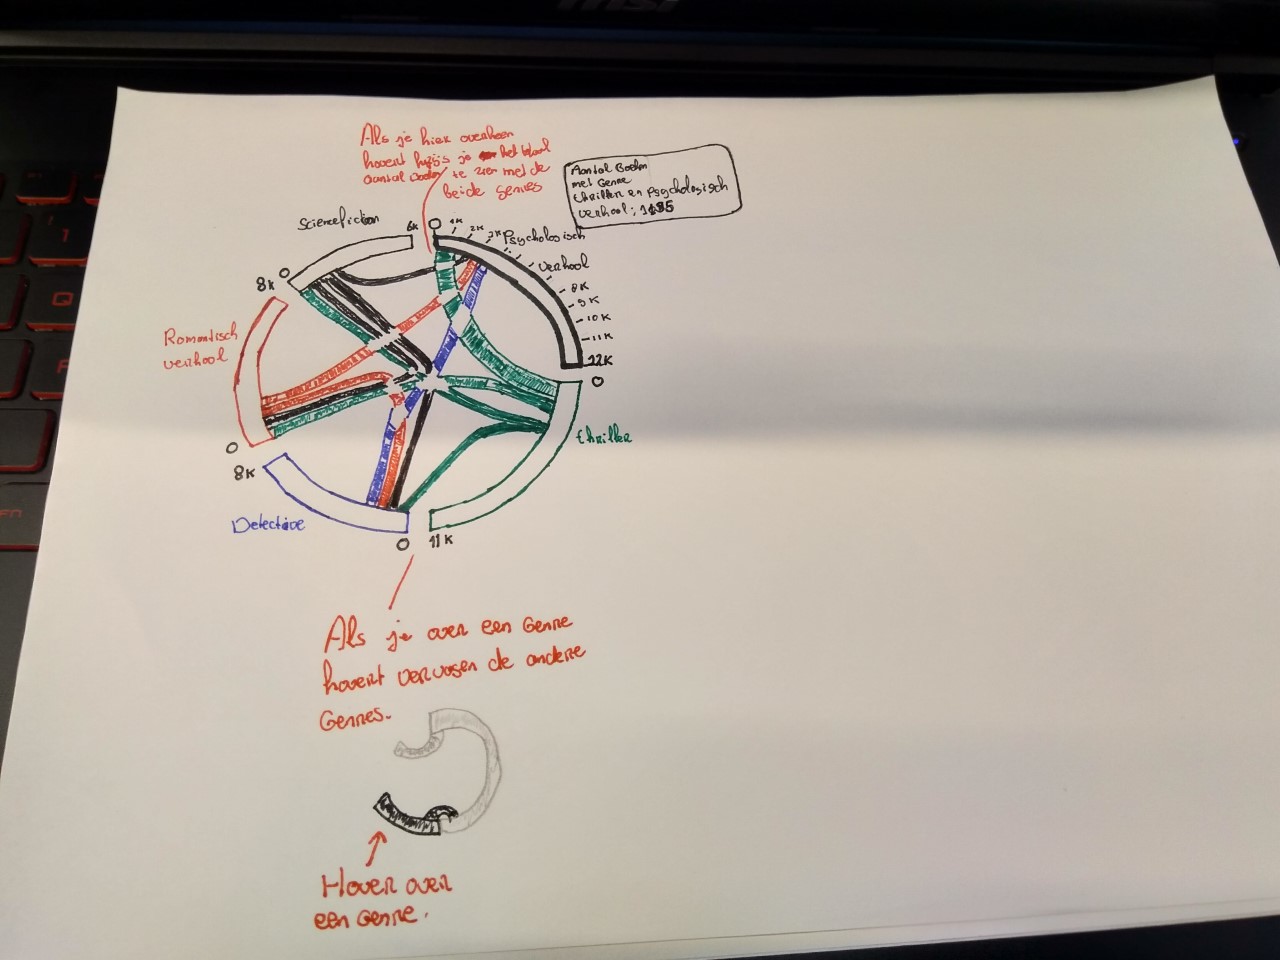 msi
Als je hier overheen
hovert krijg je het totaal
aantal boeken te zien met de
beide genres
Aantal Boeken
met Genre
thriller en Psychologisch
verhaal: 1185
Sciencefiction
6K
0
1K
2K
3K
Psychologisch
verhaal
8K
9K
10K
11K
12K
0
8K
0
Romantisch
verhaal
0
8K
Detective
0
11K
thriller
Als je over een Genre
hovert vervagen de andere
Genres.
Hover over
een Genre.